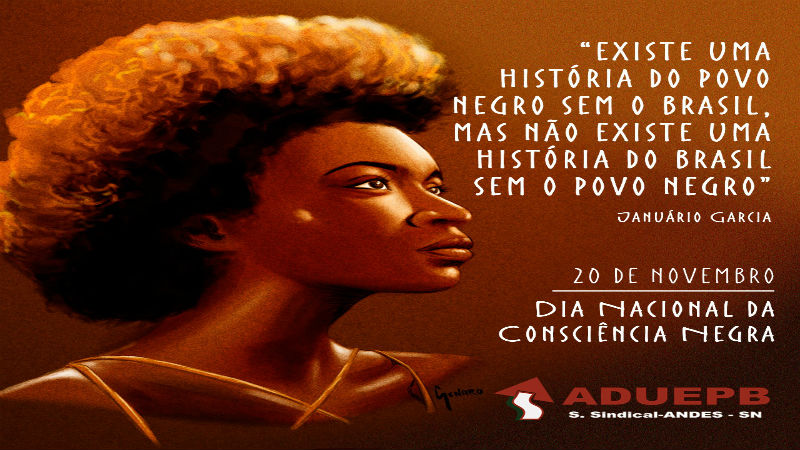 “EXISTE UMA
HISTÓRIA DO POVO
NEGRO SEM O BRASIL,
MAS NÃO EXISTE UMA
HISTÓRIA DO BRASIL
SEM O POVO NEGRO”
JANUÁRIO GARCIA
20 DE NOVEMBRO
DIA NACIONAL DA
CONSCIÊNCIA NEGRA
GENARO
ADUEPB
S. Sindical-ANDES - SN